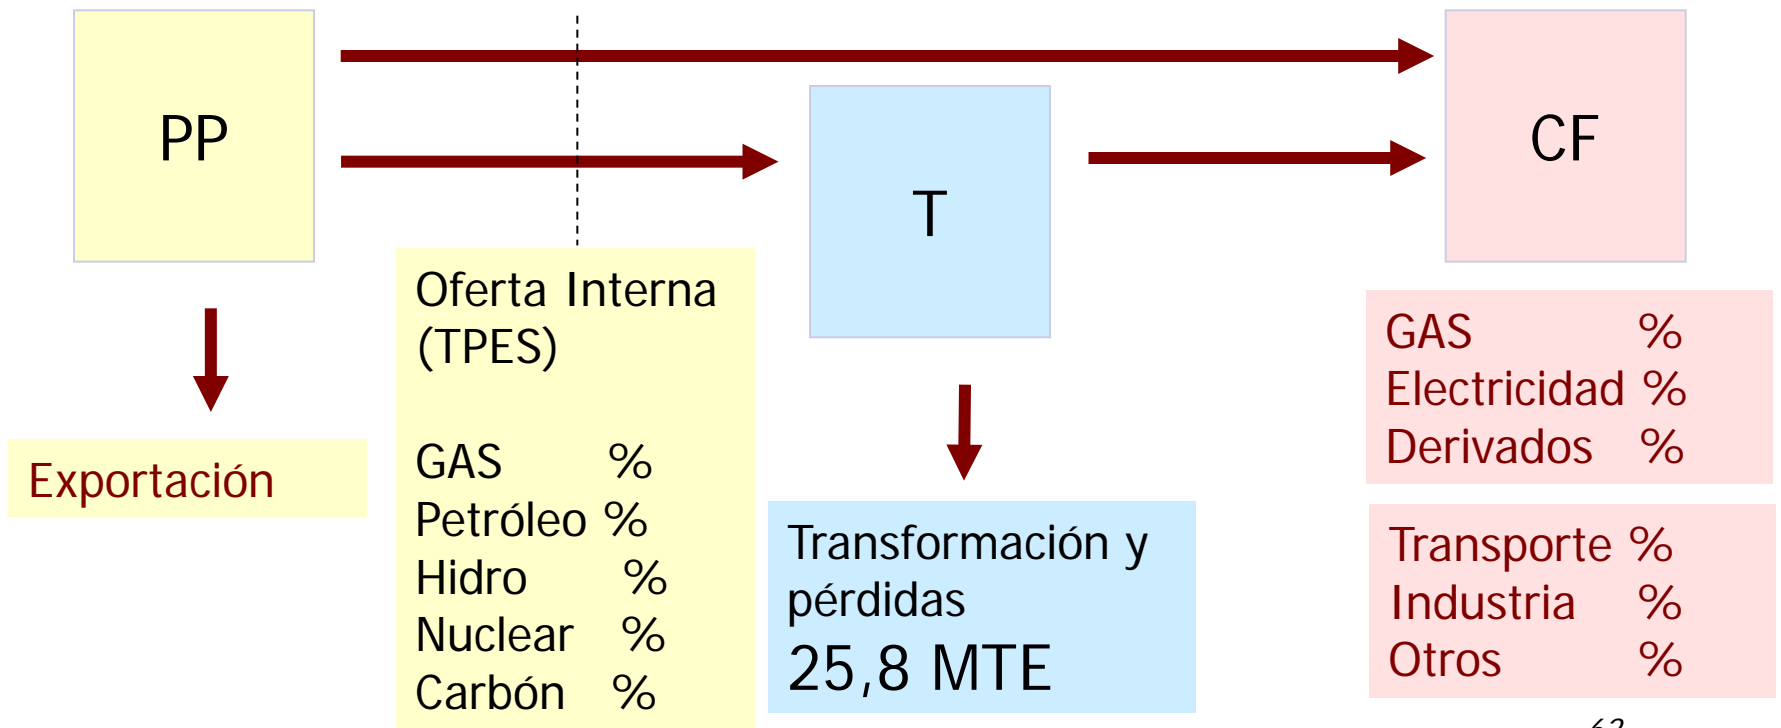 PP
T
CF
Exportación
Oferta Interna
(TPES)
GAS %
Petróleo %
Hidro %
Nuclear %
Carbón %
Transformación y
pérdidas
25,8 MTE
GAS %
Electricidad %
Derivados %
Transporte %
Industria %
Otros %